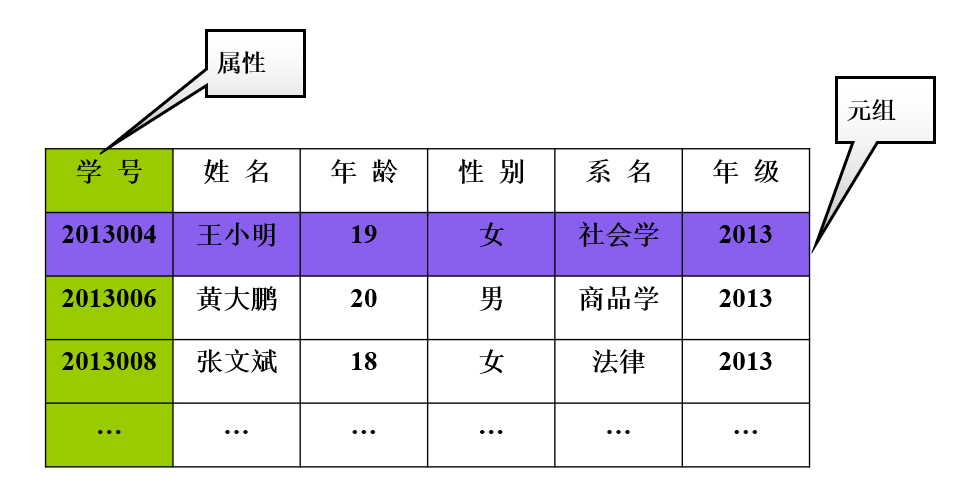 属性
元组
学 号 姓 名 年 龄 性 别 系 名 年 级
2013004 王小明 19 女 社会学 2013
2013006 黄大鹏 20 男 商品学 2013
2013008 张文斌 18 女 法律 2013
… … … … … …